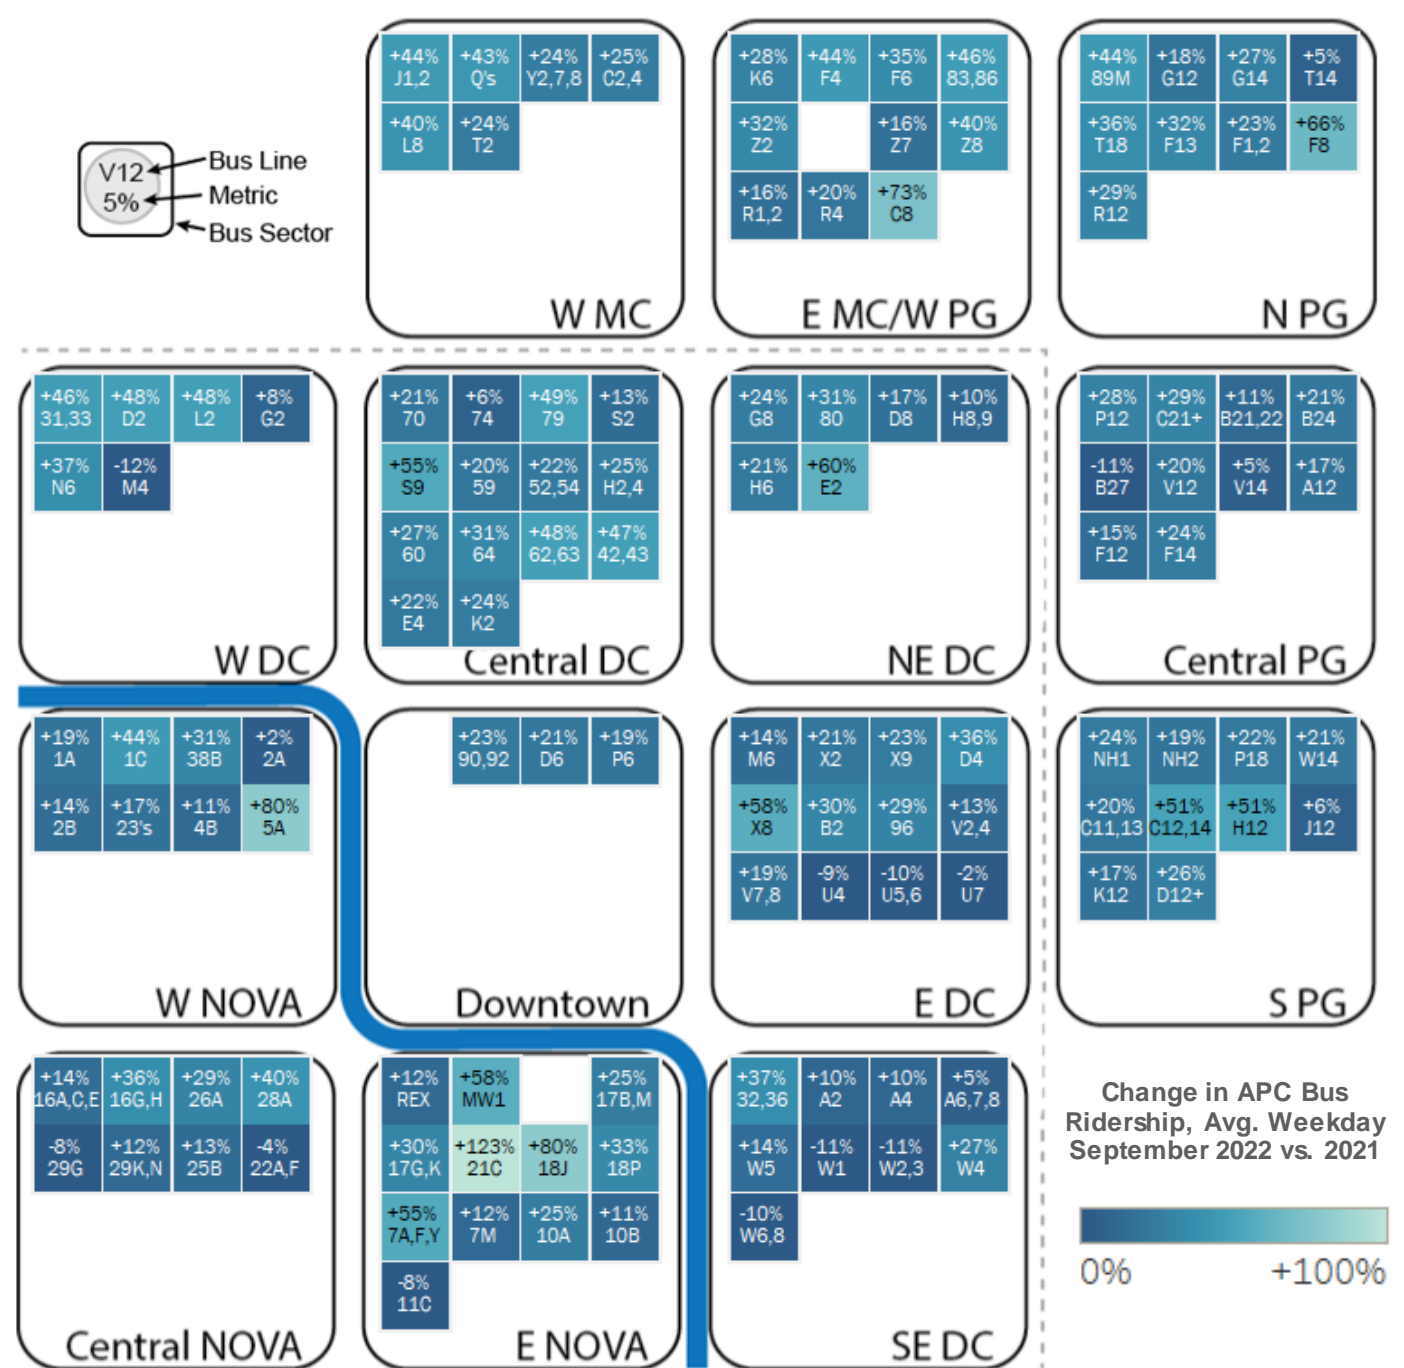 V12
5%
Bus Line
Metric
Bus Sector
+44% +43% +24% +25%
J1,2 Q's Y2,7,8 C2,4
+40% +24%
L8 T2
W MC
+28% +44% +35% +46%
K6 F4 F6 83,86
+32% +16% +40%
Z2 Z7 Z8
+16% +20% +73%
R1,2 R4 C8
E MC/W PG
+44% +18% +27% +5%
89M G12 G14 T14
+36% +32% +23% +66%
T18 F13 F1,2 F8
+29%
R12
N PG
+46% +48% +48% +8%
31,33 D2 L2 G2
+37% -12%
N6 M4
W DC
+21% +6% +49% +13%
70 74 79 S2
+55% +20% +22% +25%
S9 59 52,54 H2,4
+27% +31% +48% +47%
60 64 62,63 42,43
+22% +24%
E4 K2
Central DC
+24% +31% +17% +10%
G8 80 D8 H8,9
+21% +60%
H6 E2
NE DC
+28% +29% +11% +21%
P12 C21+ B21,22 B24
-11% +20% +5% +17%
B27 V12 V14 A12
+15% +24%
F12 F14
Central PG
+19% +44% +31% +2%
1A 1C 38B 2A
+14% +17% +11% +80%
2B 23's 4B 5A
W NOVA
+23% +21% +19%
90,92 D6 P6
Downtown
+14% +21% +23% +36%
M6 X2 X9 D4
+58% +30% +29% +13%
X8 B2 96 V2,4
+19% -9% -10% -2%
V7,8 U4 U5,6 U7
E DC
+24% +19% +22% +21%
NH1 NH2 P18 W14
+20% +51% +51% +6%
C11,13 C12,14 H12 J12
+17% +26%
K12 D12+
S PG
+14% +36% +29% +40%
16A,C,E 16G,H 26A 28A
-8% +12% +13% -4%
29G 29K,N 25B 22A,F
Central NOVA
+12% +58% +25%
REX MW1 17B,M
+30% +123% +80% +33%
17G,K 21C 18J 18P
+55% +12% +25% +11%
7A,F,Y 7M 10A 10B
-8%
11C
E NOVA
+37% +10% +10% +5%
32,36 A2 A4 A6,7,8
+14% -11% -11% +27%
W5 W1 W2,3 W4
-10%
W6,8
SE DC
Change in APC Bus
Ridership, Avg. Weekday
September 2022 vs. 2021
0% +100%